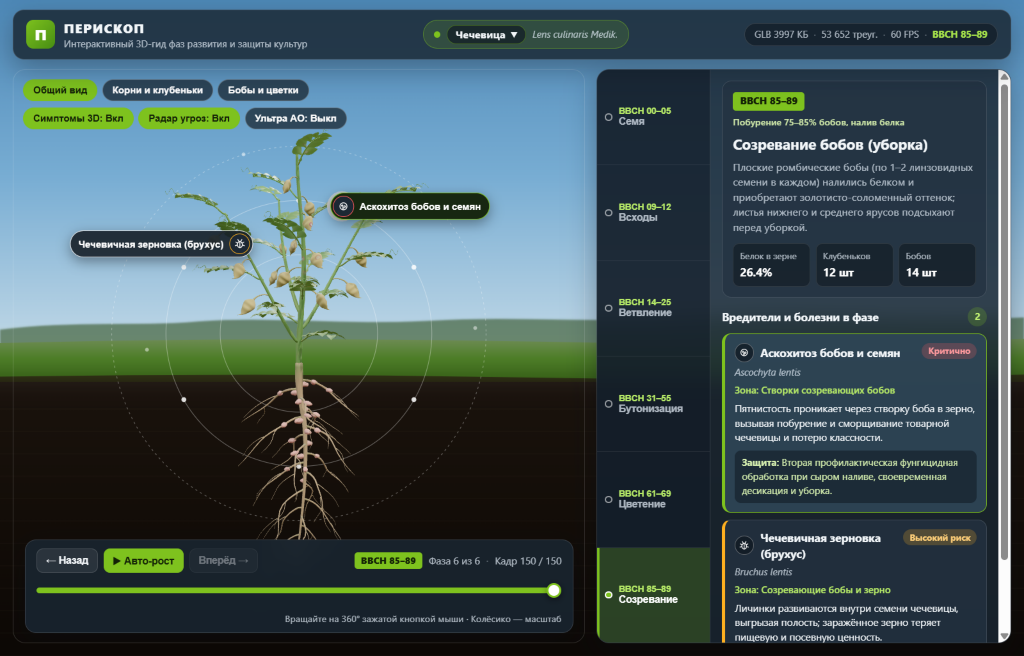 П
ПЕРИСКОП
Интерактивный 3D-гид фаз развития и защиты культур
Чечевица ▼ Lens culinaris Medik.
GLB 3997 КБ · 53 652 треуг. · 60 FPS · BBCH 85–89
Общий вид Корни и клубеньки Бобы и цветки
Симптомы 3D: Вкл Радар угроз: Вкл Ультра АО: Выкл
Аскохитоз бобов и семян
Чечевичная зерновка (брухус)
← Назад ▶ Авто-рост Вперёд → BBCH 85–89 Фаза 6 из 6 · Кадр 150 / 150
Вращайте на 360° зажатой кнопкой мыши · Колёсико — масштаб
BBCH 00–05
Семя
BBCH 09–12
Всходы
BBCH 14–25
Ветвление
BBCH 31–55
Бутонизация
BBCH 61–69
Цветение
BBCH 85–89
Созревание
BBCH 85–89
Побурение 75–85% бобов, налив белка
Созревание бобов (уборка)
Плоские ромбические бобы (по 1–2 линзовидных
семени в каждом) налились белком и
приобретают золотисто-соломенный оттенок;
листья нижнего и среднего ярусов подсыхают
перед уборкой.
Белок в зерне Клубеньков Бобов
26.4% 12 шт 14 шт
Вредители и болезни в фазе 2
Аскохитоз бобов и семян Критично
Ascochyta lentis
Зона: Створки созревающих бобов
Пятнистость проникает через створку боба в зерно,
вызывая побурение и сморщивание товарной
чечевицы и потерю классности.
Защита: Вторая профилактическая фунгицидная
обработка при сыром наливе, своевременная
десикация и уборка.
Чечевичная зерновка Высокий риск
(брухус)
Bruchus lentis
Зона: Созревающие бобы и зерно
Личинки развиваются внутри семени чечевицы,
выгрызая полость; заражённое зерно теряет
пищевую и посевную ценность.